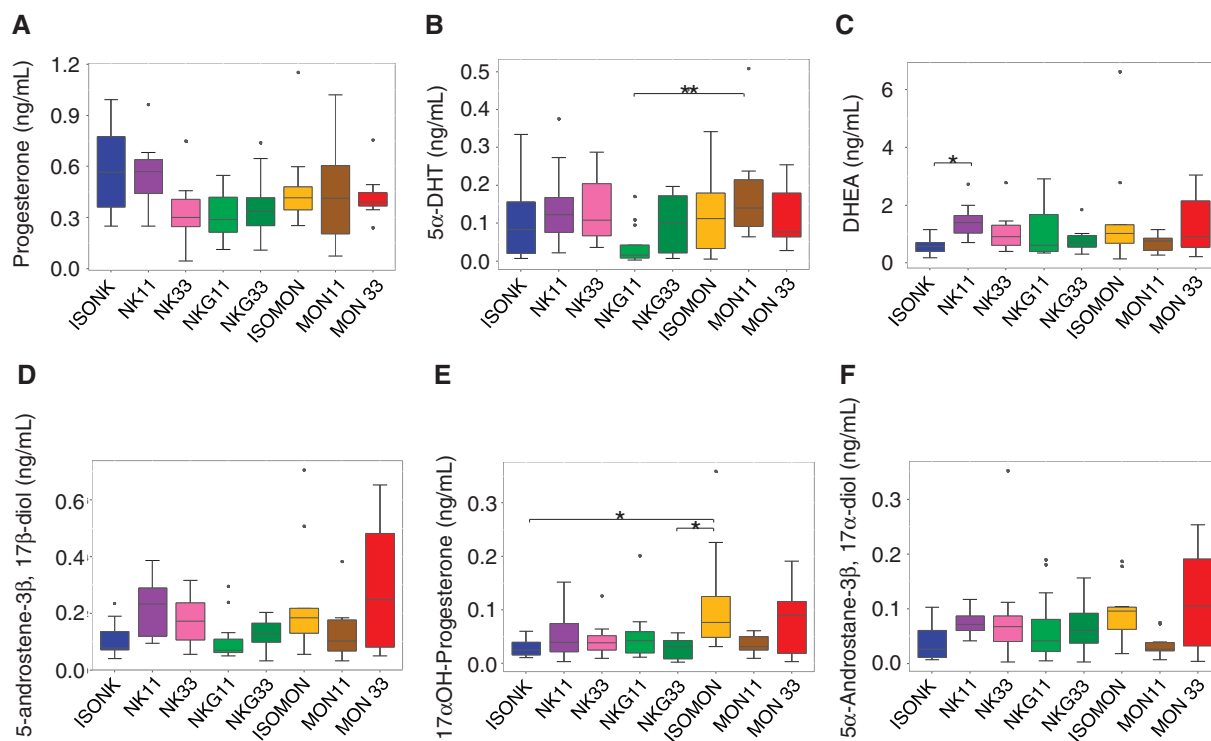 A
Progesterone (ng/mL)
1.2
0.9
0.6
0.3
0.0
ISONK
NK11
NK33
NKG11
NKG33
ISOMON
MON11
MON 33
B
5α-DHT (ng/mL)
0.5
0.4
0.3
0.2
0.1
0.0
**
ISONK
NK11
NK33
NKG11
NKG33
ISOMON
MON11
MON 33
C
DHEA (ng/mL)
6
4
2
0
*
ISONK
NK11
NK33
NKG11
NKG33
ISOMON
MON11
MON 33
D
5-androstene-3β, 17β-diol (ng/mL)
0.6
0.4
0.2
0.0
ISONK
NK11
NK33
NKG11
NKG33
ISOMON
MON11
MON 33
E
17αOH-Progesterone (ng/mL)
0.3
0.2
0.1
0.0
*
*
ISONK
NK11
NK33
NKG11
NKG33
ISOMON
MON11
MON 33
F
5α-Androstane-3β, 17α-diol (ng/mL)
0.3
0.2
0.1
0.0
ISONK
NK11
NK33
NKG11
NKG33
ISOMON
MON11
MON 33